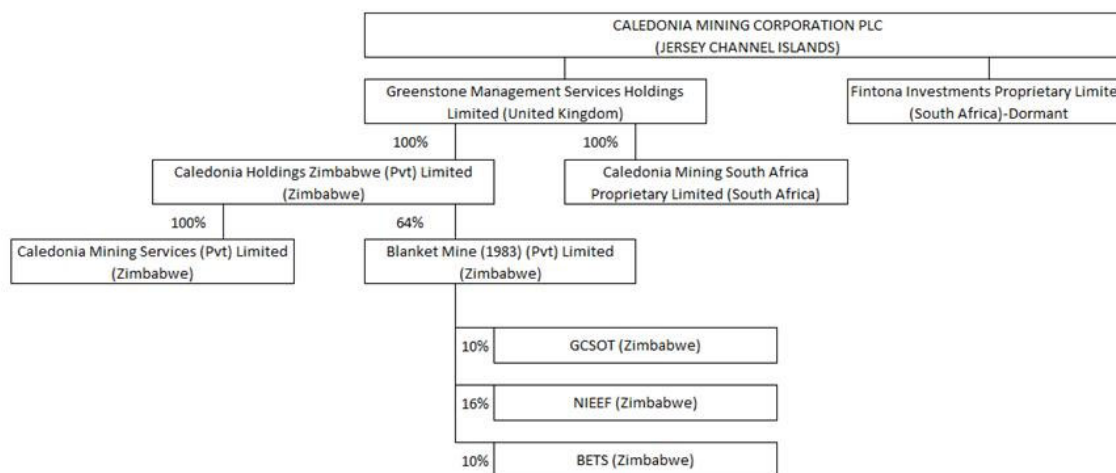 CALEDONIA MINING CORPORATION PLC
(JERSEY CHANNEL ISLANDS)
Greenstone Management Services Holdings
Limited (United Kingdom)
Fintona Investments Proprietary Limite
(South Africa)-Dormant
100%
100%
Caledonia Holdings Zimbabwe (Pvt) Limited
(Zimbabwe)
Caledonia Mining South Africa
Proprietary Limited (South Africa)
100%
64%
Caledonia Mining Services (Pvt) Limited
(Zimbabwe)
Blanket Mine (1983) (Pvt) Limited
(Zimbabwe)
10%
GCSOT (Zimbabwe)
16%
NIEEF (Zimbabwe)
10%
BETS (Zimbabwe)